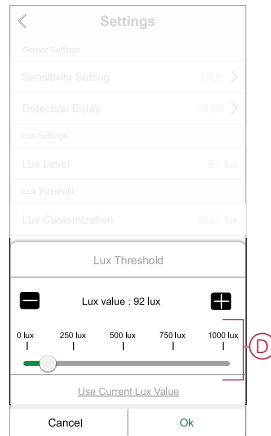 Settings
Sensor Settings
Sensitivity Setting High
Detection Delay 05:00
Lux Settings
Lux Level 61 lux
Lux Threshold
Lux Customization 1022 lux
Lux Threshold
Lux value : 92 lux
0 lux 250 lux 500 lux 750 lux 1000 lux
D
Use Current Lux Value
Cancel Ok